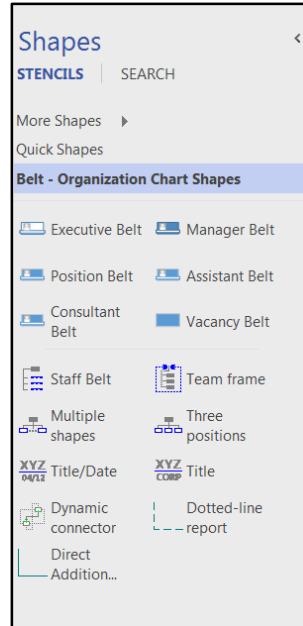 Shapes
STENCILS SEARCH
More Shapes
Quick Shapes
Belt - Organization Chart Shapes
Executive Belt Manager Belt
Position Belt Assistant Belt
Consultant
Belt
Vacancy Belt
Staff Belt Team frame
Multiple
shapes
Three
positions
XYZ
04/12
Title/Date
XYZ
CORP
Title
Dynamic
connector
Dotted-line
report
Direct
Addition...